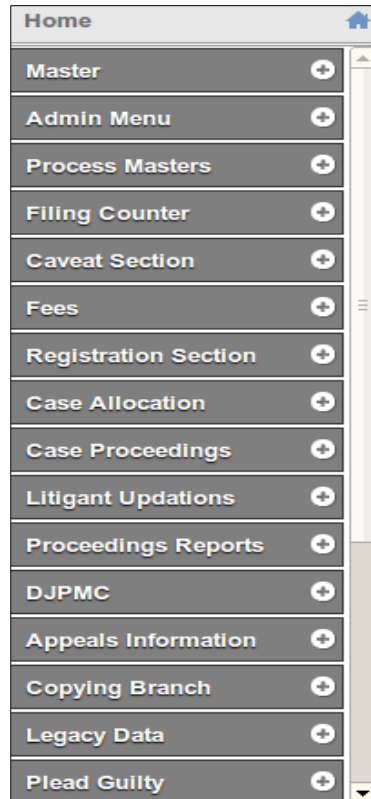 Home
Master
Admin Menu
Process Masters
Filing Counter
Caveat Section
Fees
Registration Section
Case Allocation
Case Proceedings
Litigant Updations
Proceedings Reports
DJPMC
Appeals Information
Copying Branch
Legacy Data
Plead Guilty